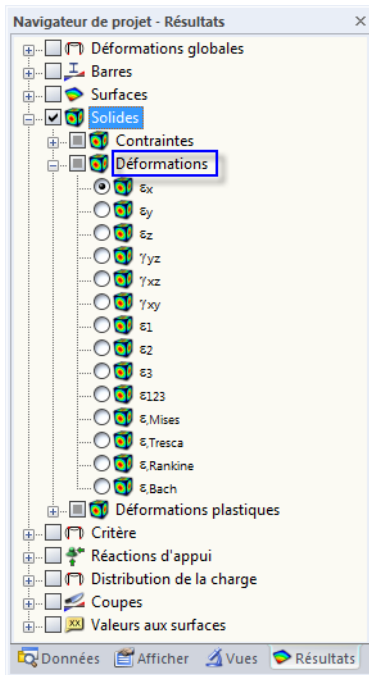 Navigateur de projet - Résultats
Déformations globales
Barres
Surfaces
Solides
Contraintes
Déformations
εx
εy
εz
γyz
γxz
γxy
ε1
ε2
ε3
ε123
ε,Mises
ε,Tresca
ε,Rankine
ε,Bach
Déformations plastiques
Critère
Réactions d'appui
Distribution de la charge
Coupes
Valeurs aux surfaces
Données Afficher Vues Résultats